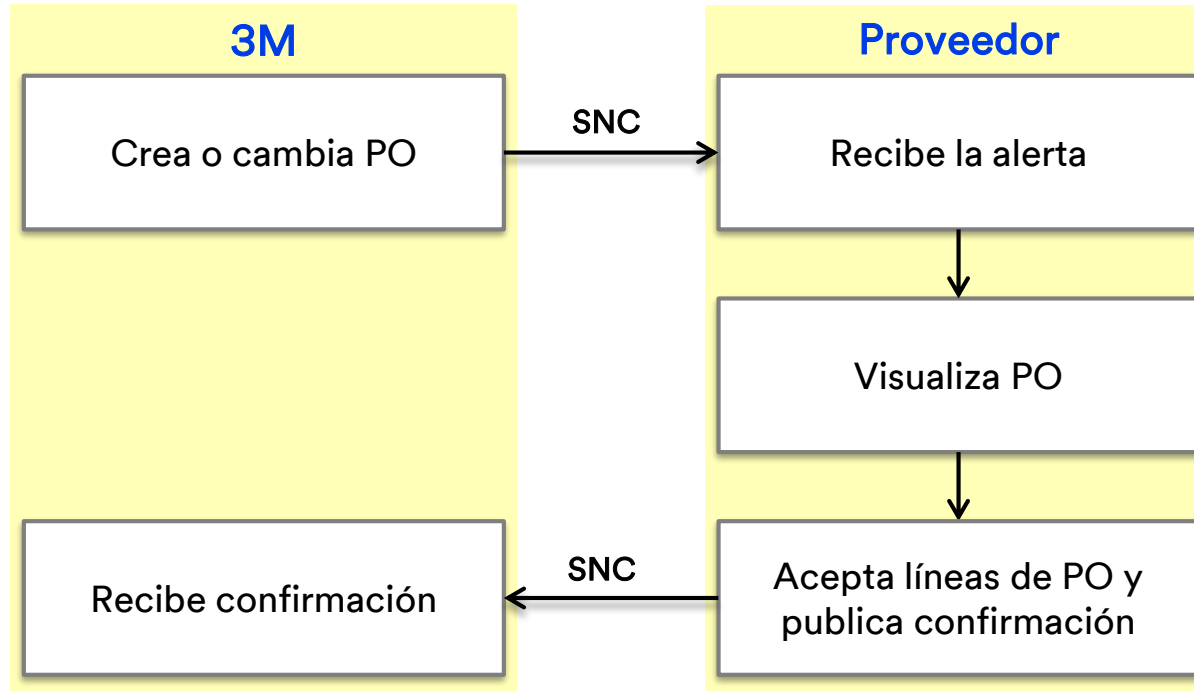 3M
Proveedor
Crea o cambia PO
SNC
Recibe la alerta
Visualiza PO
Recibe confirmación
SNC
Acepta líneas de PO y
publica confirmación